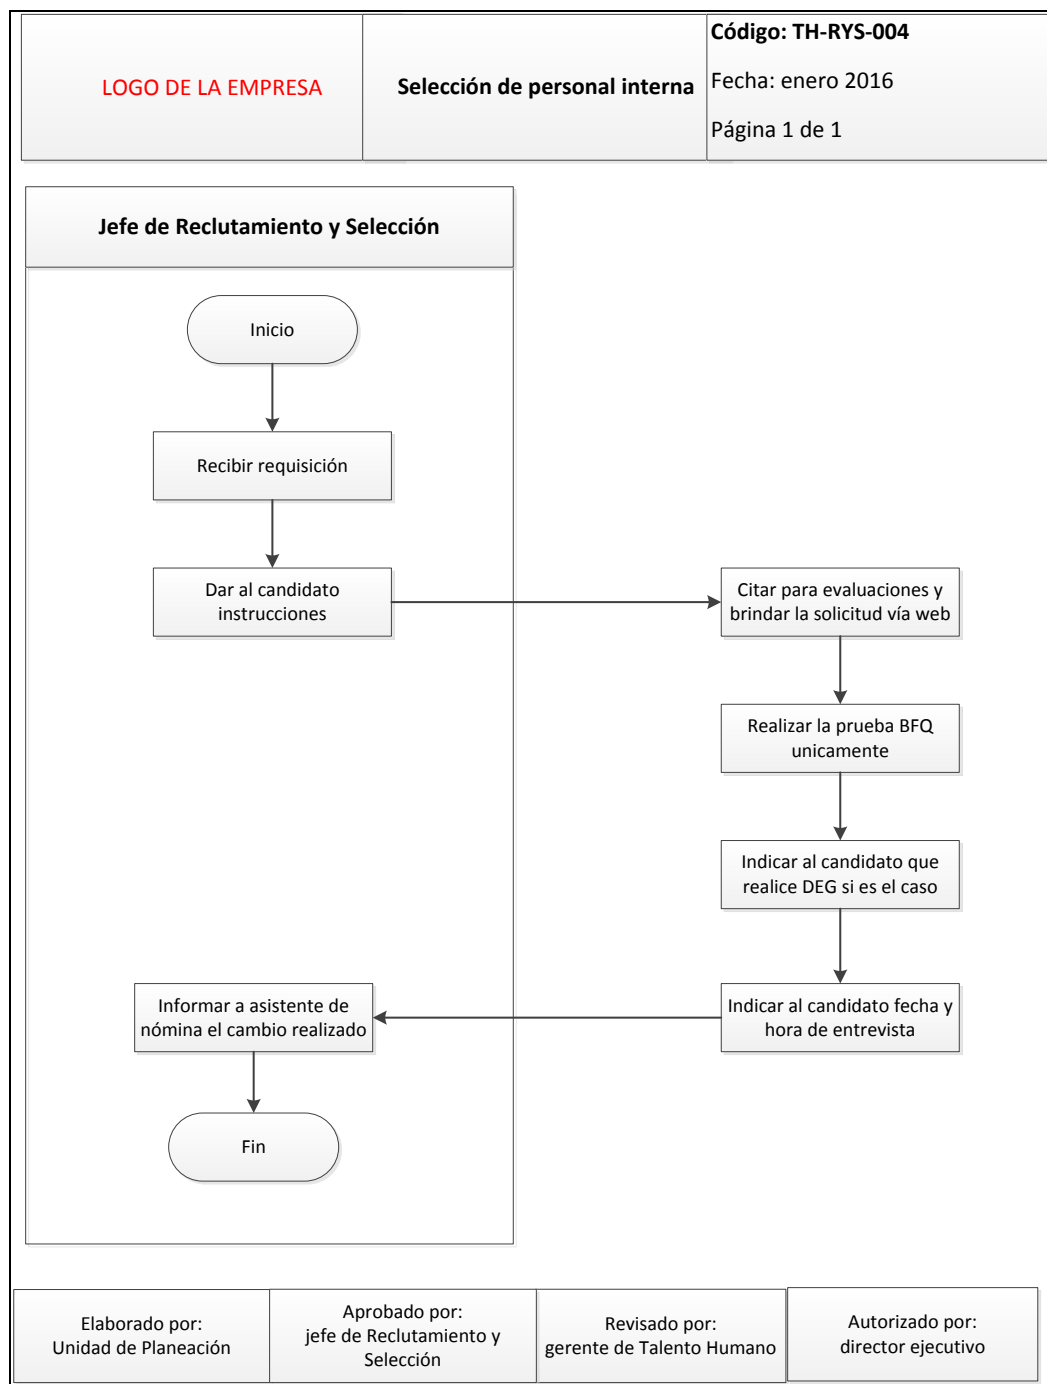 LOGO DE LA EMPRESA
Selección de personal interna
Código: TH-RYS-004
Fecha: enero 2016
Página 1 de 1
Jefe de Reclutamiento y Selección
Inicio
Recibir requisición
Dar al candidato
instrucciones
Citar para evaluaciones y
brindar la solicitud vía web
Realizar la prueba BFQ
unicamente
Indicar al candidato que
realice DEG si es el caso
Indicar al candidato fecha y
hora de entrevista
Informar a asistente de
nómina el cambio realizado
Fin
Elaborado por:
Unidad de Planeación
Aprobado por:
jefe de Reclutamiento y
Selección
Revisado por:
gerente de Talento Humano
Autorizado por:
director ejecutivo